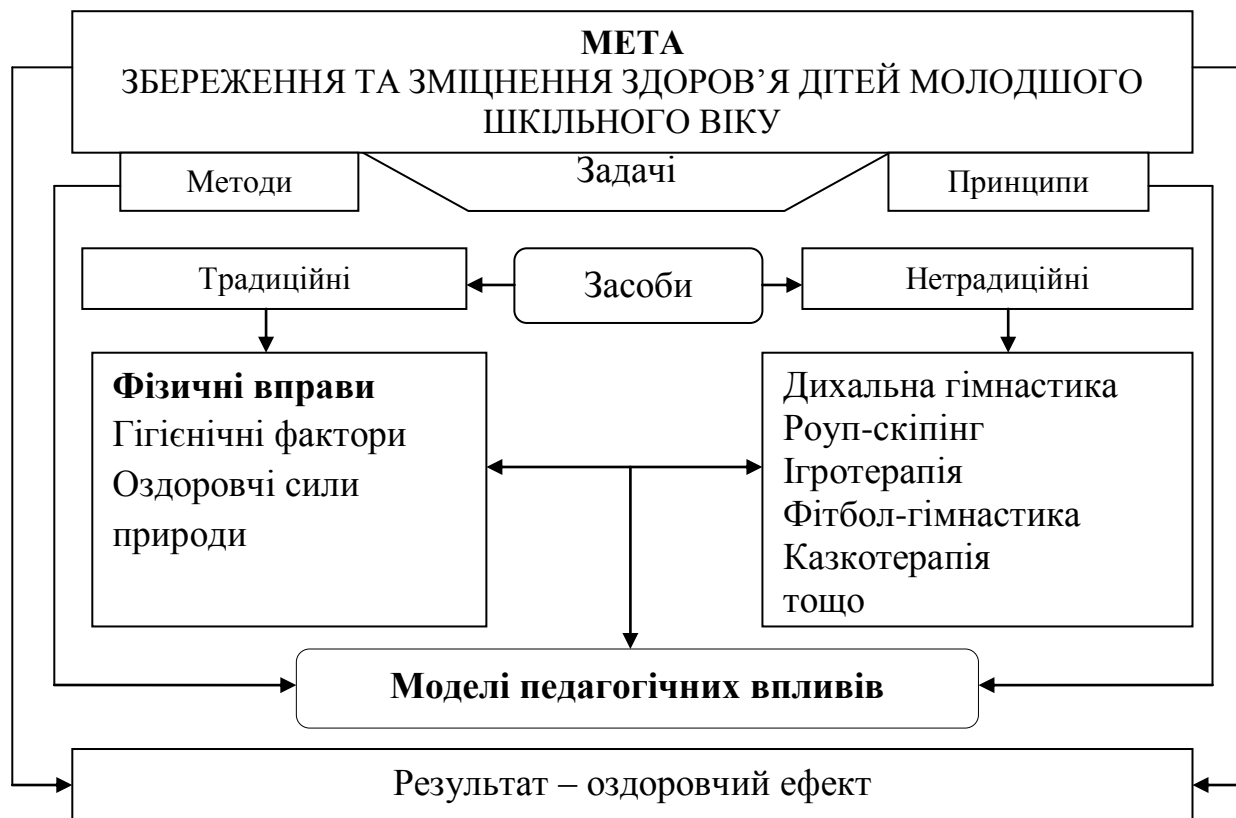 МЕТА
ЗБЕРЕЖЕННЯ ТА ЗМІЦНЕННЯ ЗДОРОВ’Я ДІТЕЙ МОЛОДШОГО
ШКІЛЬНОГО ВІКУ
Методи
Задачі
Принципи
Традиційні
Засоби
Нетрадиційні
Фізичні вправи
Гігієнічні фактори
Оздоровчі сили
природи
Дихальна гімнастика
Роуп-скіпінг
Ігротерапія
Фітбол-гімнастика
Казкотерапія
тощо
Моделі педагогічних впливів
Результат – оздоровчий ефект